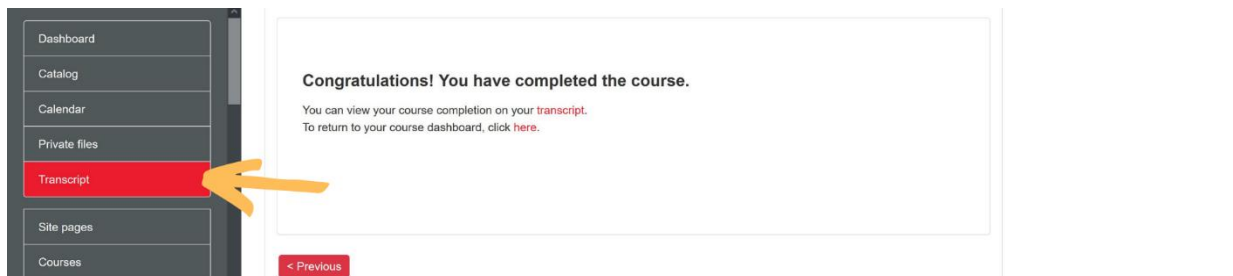 Dashboard
Catalog
Calendar
Private files
Transcript
Site pages
Courses
Congratulations! You have completed the course.
You can view your course completion on your transcript.
To return to your course dashboard, click here.
< Previous